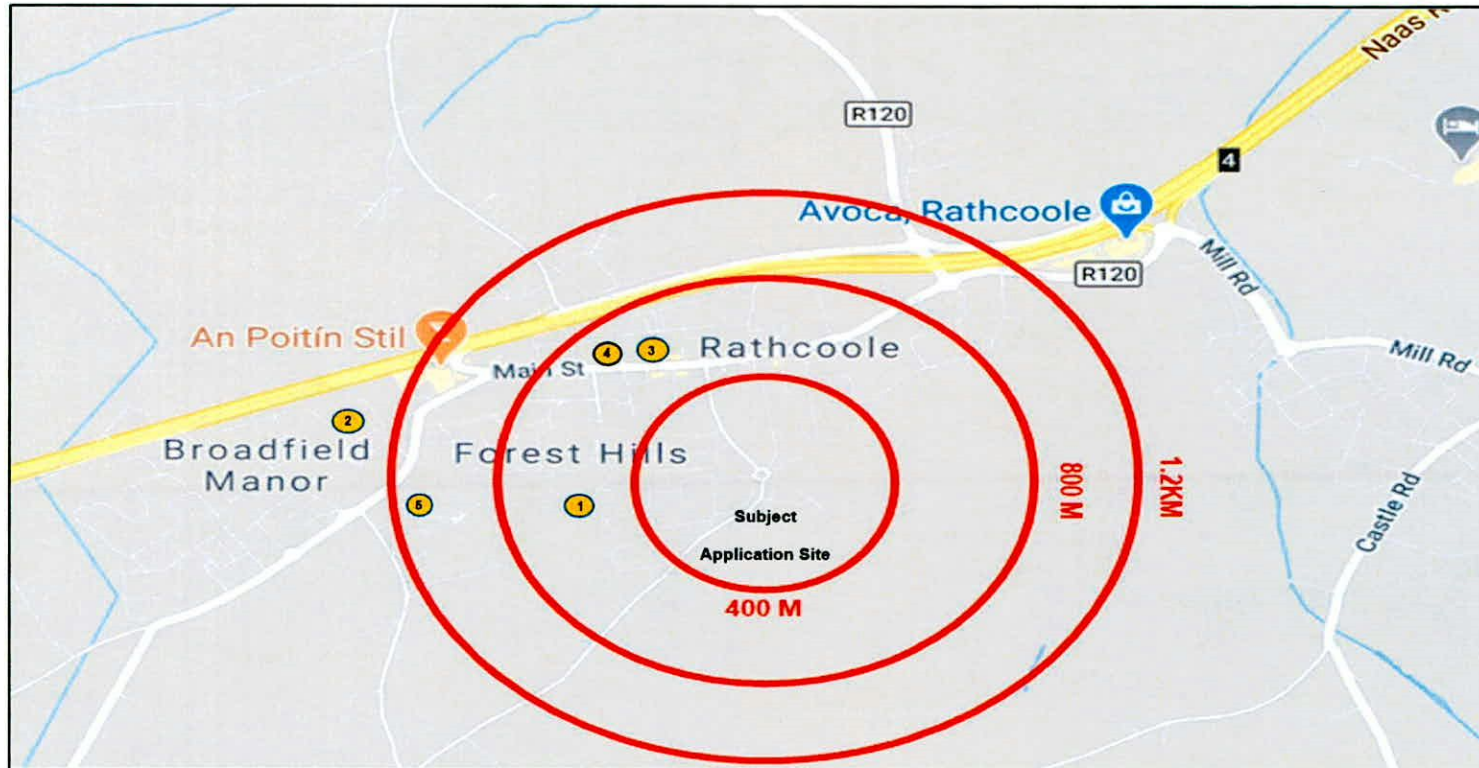 Naas R
R120
4
Avoca, Rathcoole
R120
Mill Rd
An Poitín Stil
4
3
Rathcoole
Main St
Mill Rd
2
Broadfield
Manor
Forest Hills
5
1
Subject
Application Site
800 M
1.2KM
Castle Rd
400 M